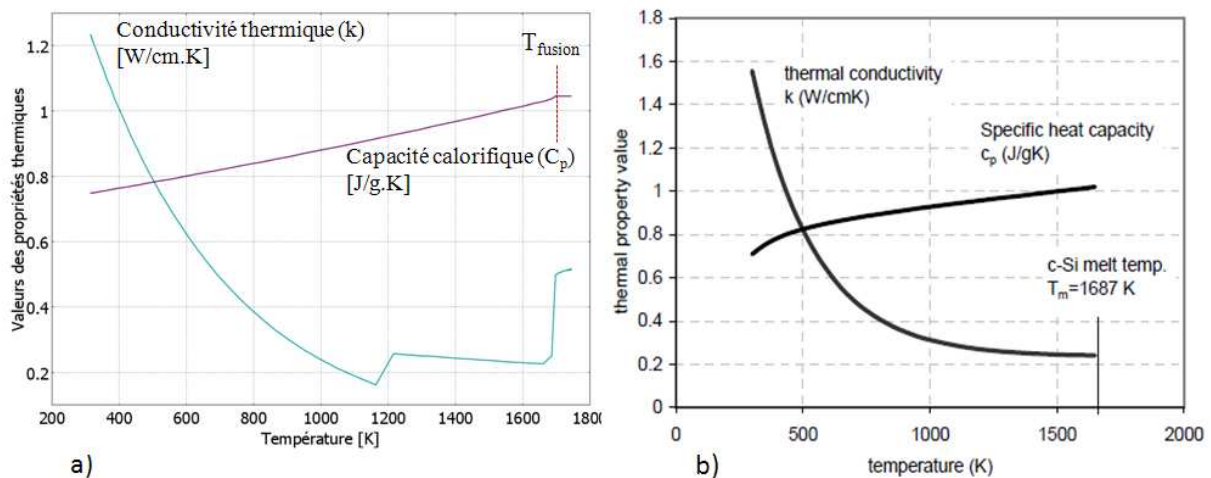 Conductivité thermique (k)
[W/cm.K]
T_fusion
Capacité calorifique (C_p)
[J/g.K]
Valeurs des propriétés thermiques
1.2
1
0.8
0.6
0.4
0.2
200 400 600 800 1000 1200 1400 1600 1800
Température [K]
a)
thermal conductivity
k (W/cmK)
Specific heat capacity
c_p (J/gK)
c-Si melt temp.
T_m=1687 K
thermal property value
1.8
1.6
1.4
1.2
1
0.8
0.6
0.4
0.2
0
0 500 1000 1500 2000
temperature (K)
b)